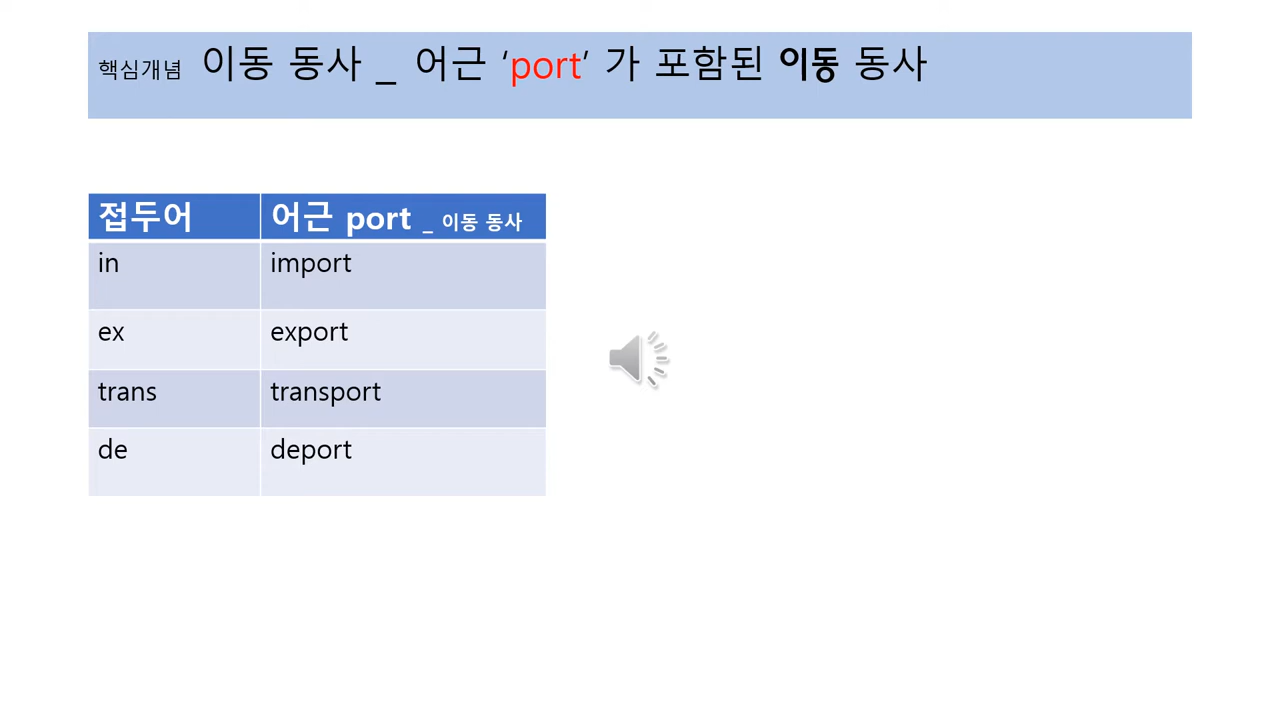 핵심개념 이동 동사 _ 어근 ‘port’ 가 포함된 이동 동사
접두어 어근 port _ 이동 동사
in import
ex export
trans transport
de deport